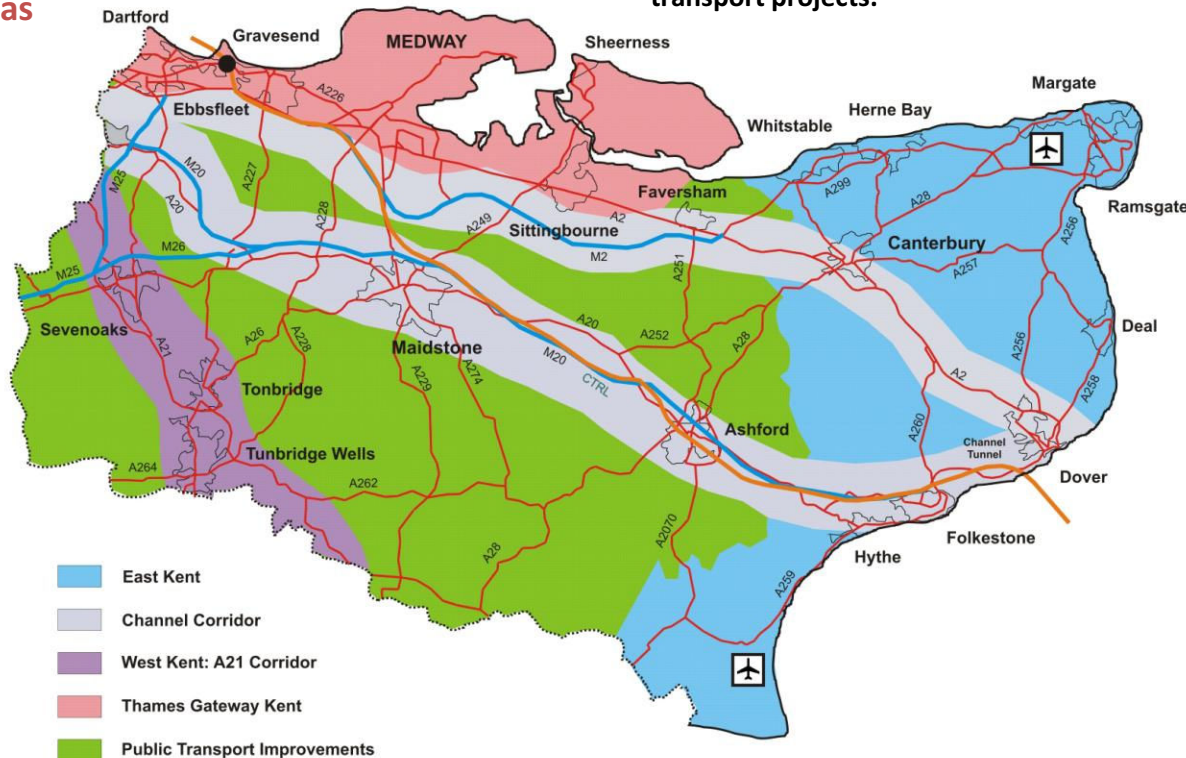 as
transport projects.
Dartford
Gravesend
MEDWAY
Sheerness
Margate
Herne Bay
Whitstable
Ebbsfleet
A226
M20
A227
M25
A20
A228
A249
Faversham
A2
Sittingbourne
M2
A251
A299
A28
Canterbury
A257
A256
Ramsgate
M26
M25
Sevenoaks
A21
A26
A228
Maidstone
A20
M20
CTRL
A252
A28
A256
Deal
A258
A2
Tonbridge
A229
A274
Ashford
A260
Channel
Tunnel
Dover
Tunbridge Wells
A264
A262
A28
A2070
Folkestone
Hythe
A259
East Kent
Channel Corridor
West Kent: A21 Corridor
Thames Gateway Kent
Public Transport Improvements